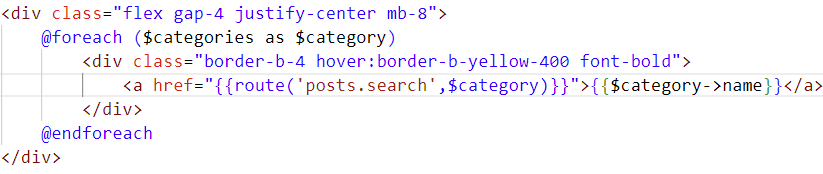 <div class="flex gap-4 justify-center mb-8">
    @foreach ($categories as $category)
        <div class="border-b-4 hover:border-b-yellow-400 font-bold">
            <a href="{{route('posts.search',$category)}}">{{$category->name}}</a>
        </div>
    @endforeach
</div>